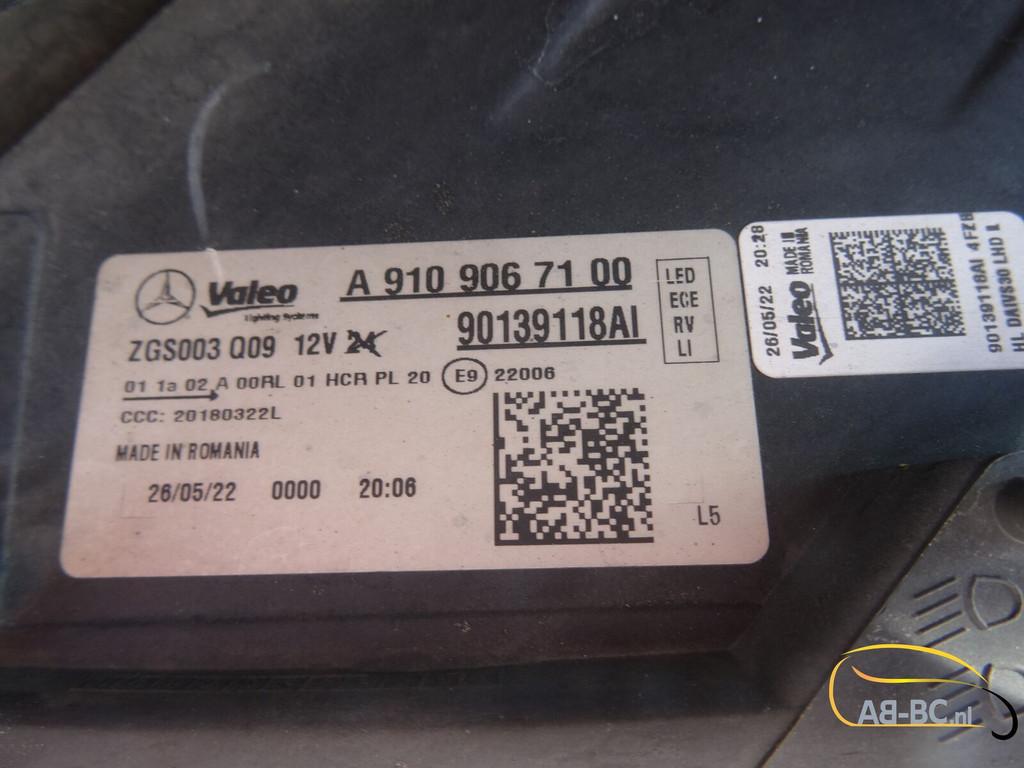 Valeo
Lighting Systems
A 910 906 71 00
90139118AI
LED
ECE
RV
LI
ZGS003 Q09 12V 24
01 1a 02 A 00RL 01 HCR PL 20 E9 22006
CCC: 20180322L
MADE IN ROMANIA
26/05/22 0000 20:06
L5
26/05/22 20:28
Valeo MADE IN
ROMANIA
90139118AI 4FZB
HL DAIVS30 LHD
AB-BC.nl